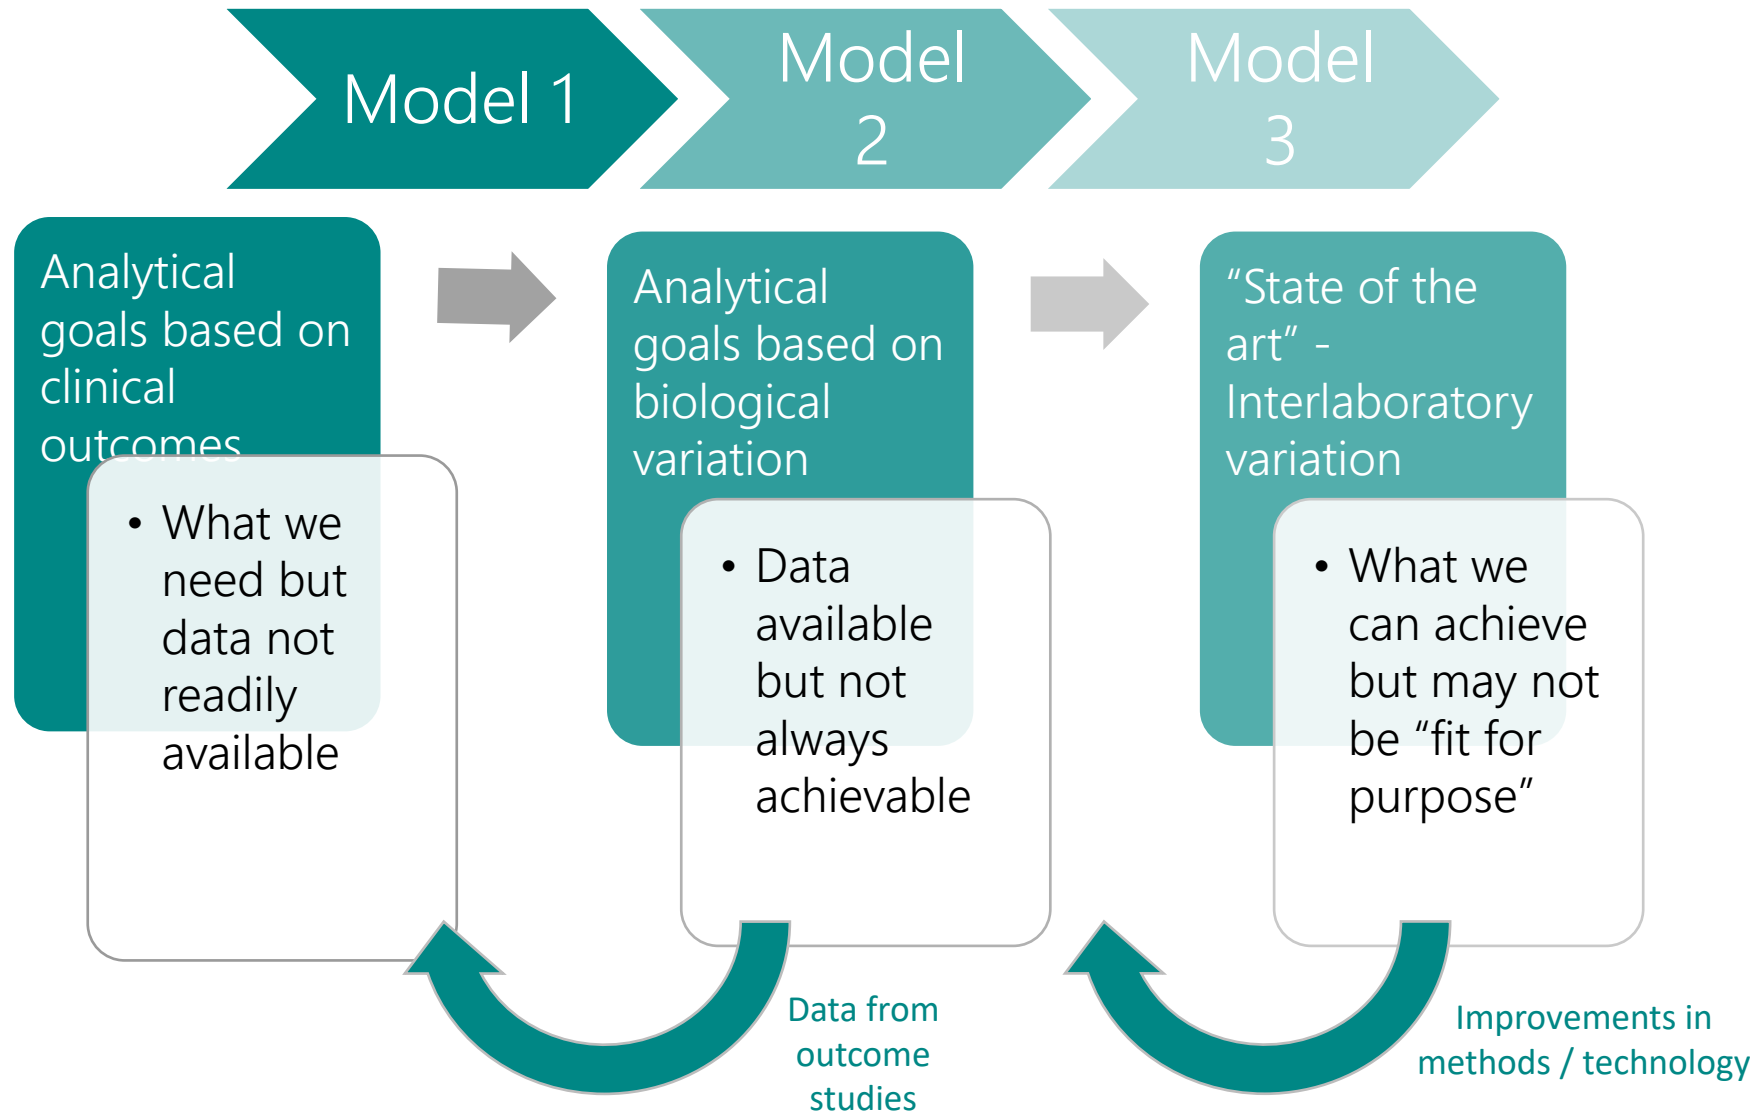 Model 1
Model
2
Model
3
Analytical
goals based on
clinical
outcomes
• What we
need but
data not
readily
available
Analytical
goals based on
biological
variation
• Data
available
but not
always
achievable
“State of the
art” -
Interlaboratory
variation
• What we
can achieve
but may not
be “fit for
purpose”
Data from
outcome
studies
Improvements in
methods / technology